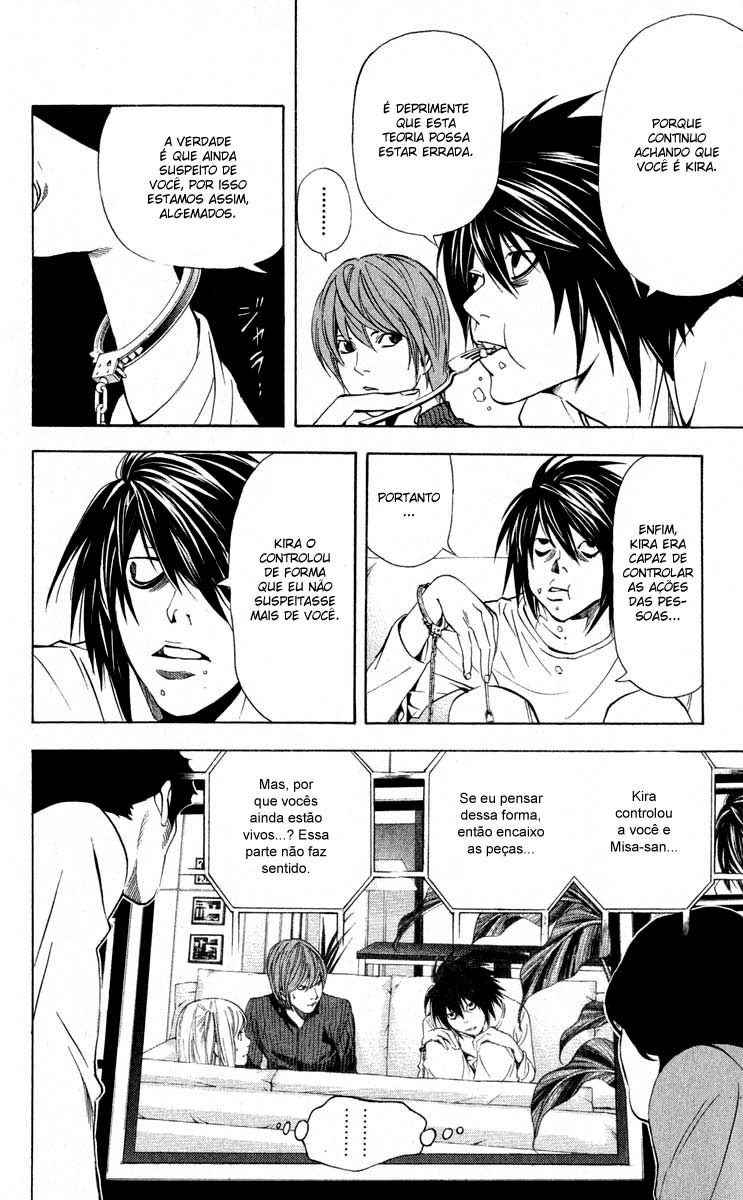 PORQUE
CONTINUO
ACHANDO QUE
VOCÊ É KIRA.
É DEPRIMENTE
QUE ESTA
TEORIA POSSA
ESTAR ERRADA.
.........
A VERDADE
É QUE AINDA
SUSPEITO DE
VOCÊ, POR ISSO
ESTAMOS ASSIM,
ALGEMADOS.
ジャラ
ENFIM,
KIRA ERA
CAPAZ DE
CONTROLAR
AS AÇÕES
DAS PES-
SOAS...
PORTANTO
...
KIRA O
CONTROLOU
DE FORMA
QUE EU NÃO
SUSPEITASSE
MAIS DE VOCÊ.
Kira
controlou
a você e
Misa-san...
Se eu pensar
dessa forma,
então encaixo
as peças...
Mas, por
que vocês
ainda estão
vivos...? Essa
parte não faz
sentido.
.........